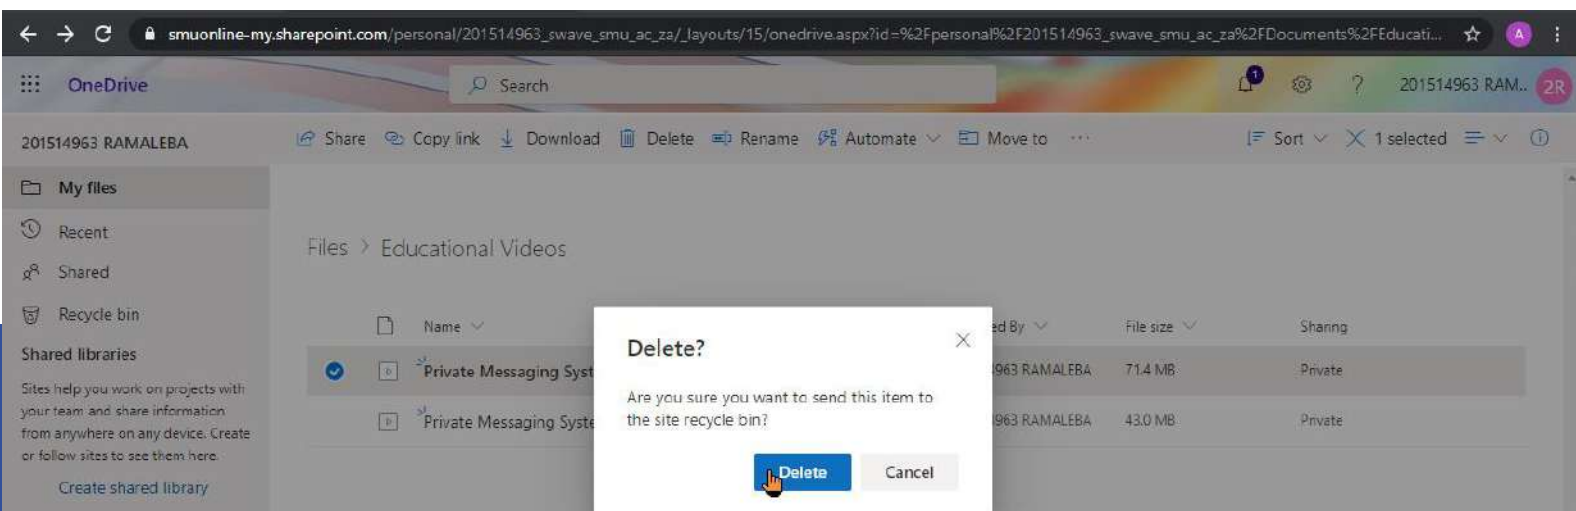 smuonline-my.sharepoint.com/personal/201514963_swave_smu_ac_za/_layouts/15/onedrive.aspx?id=%2Fpersonal%2F201514963_swave_smu_ac_za%2FDocuments%2FEducati... A
OneDrive Search 1 ? 201514963 RAM.. 2R
201514963 RAMALEBA Share Copy link Download Delete Rename Automate Move to ... Sort 1 selected
My files
Recent
Shared
Recycle bin
Shared libraries
Sites help you work on projects with
your team and share information
from anywhere on any device. Create
or follow sites to see them here.
Create shared library
Files > Educational Videos
Name ed By File size Sharing
Private Messaging Syst 963 RAMALEBA 71.4 MB Private
Private Messaging Syste 963 RAMALEBA 43.0 MB Private
Delete?
Are you sure you want to send this item to
the site recycle bin?
Delete Cancel